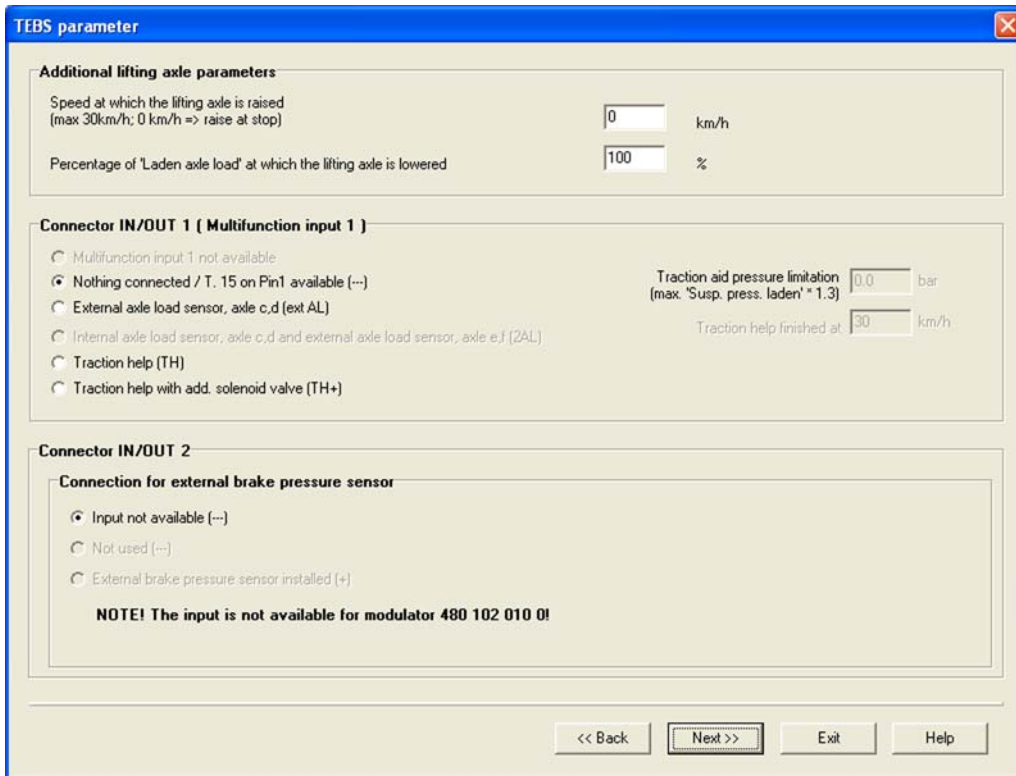 TEBS parameter
Additional lifting axle parameters
Speed at which the lifting axle is raised
(max 30km/h; 0 km/h => raise at stop)
0
km/h
Percentage of 'Laden axle load' at which the lifting axle is lowered
100
%
Connector IN/OUT 1 ( Multifunction input 1 )
Multifunction input 1 not available
Nothing connected / T. 15 on Pin1 available (---)
External axle load sensor, axle c,d (ext AL)
Internal axle load sensor, axle c,d and external axle load sensor, axle e,f (2AL)
Traction help (TH)
Traction help with add. solenoid valve (TH+)
Traction aid pressure limitation
(max. 'Susp. press. laden' * 1.3)
0.0
bar
Traction help finished at
30
km/h
Connector IN/OUT 2
Connection for external brake pressure sensor
Input not available (---)
Not used (---)
External brake pressure sensor installed (+)
NOTE! The input is not available for modulator 480 102 010 0!
<< Back
Next >>
Exit
Help